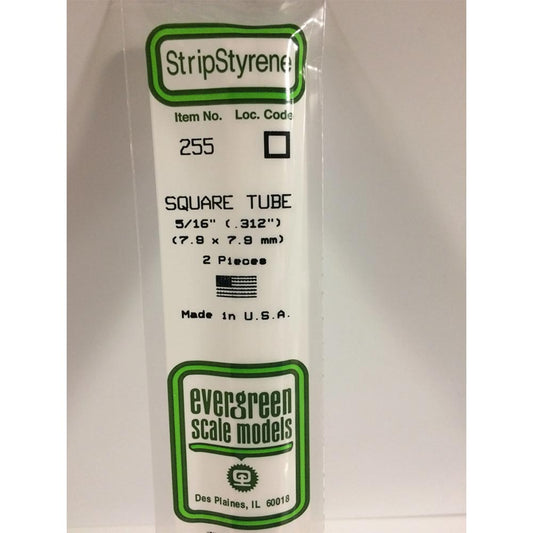 StripStyrene
Item No. Loc. Code
255
SQUARE TUBE
5/16" (.312")
(7.9 x 7.9 mm)
2 Pieces
Made in U.S.A.
evergreen
scale models
Des Plaines, IL 60018